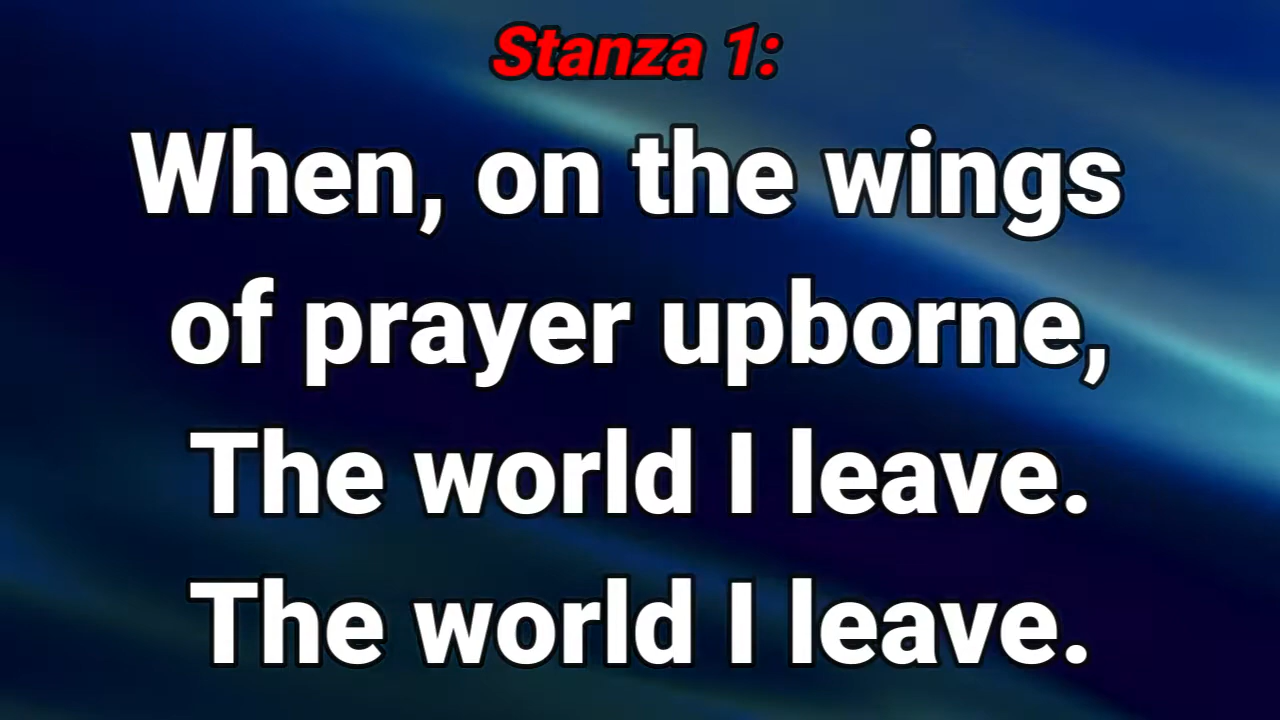 Stanza 1:
When, on the wings
of prayer upborne,
The world I leave.
The world I leave.